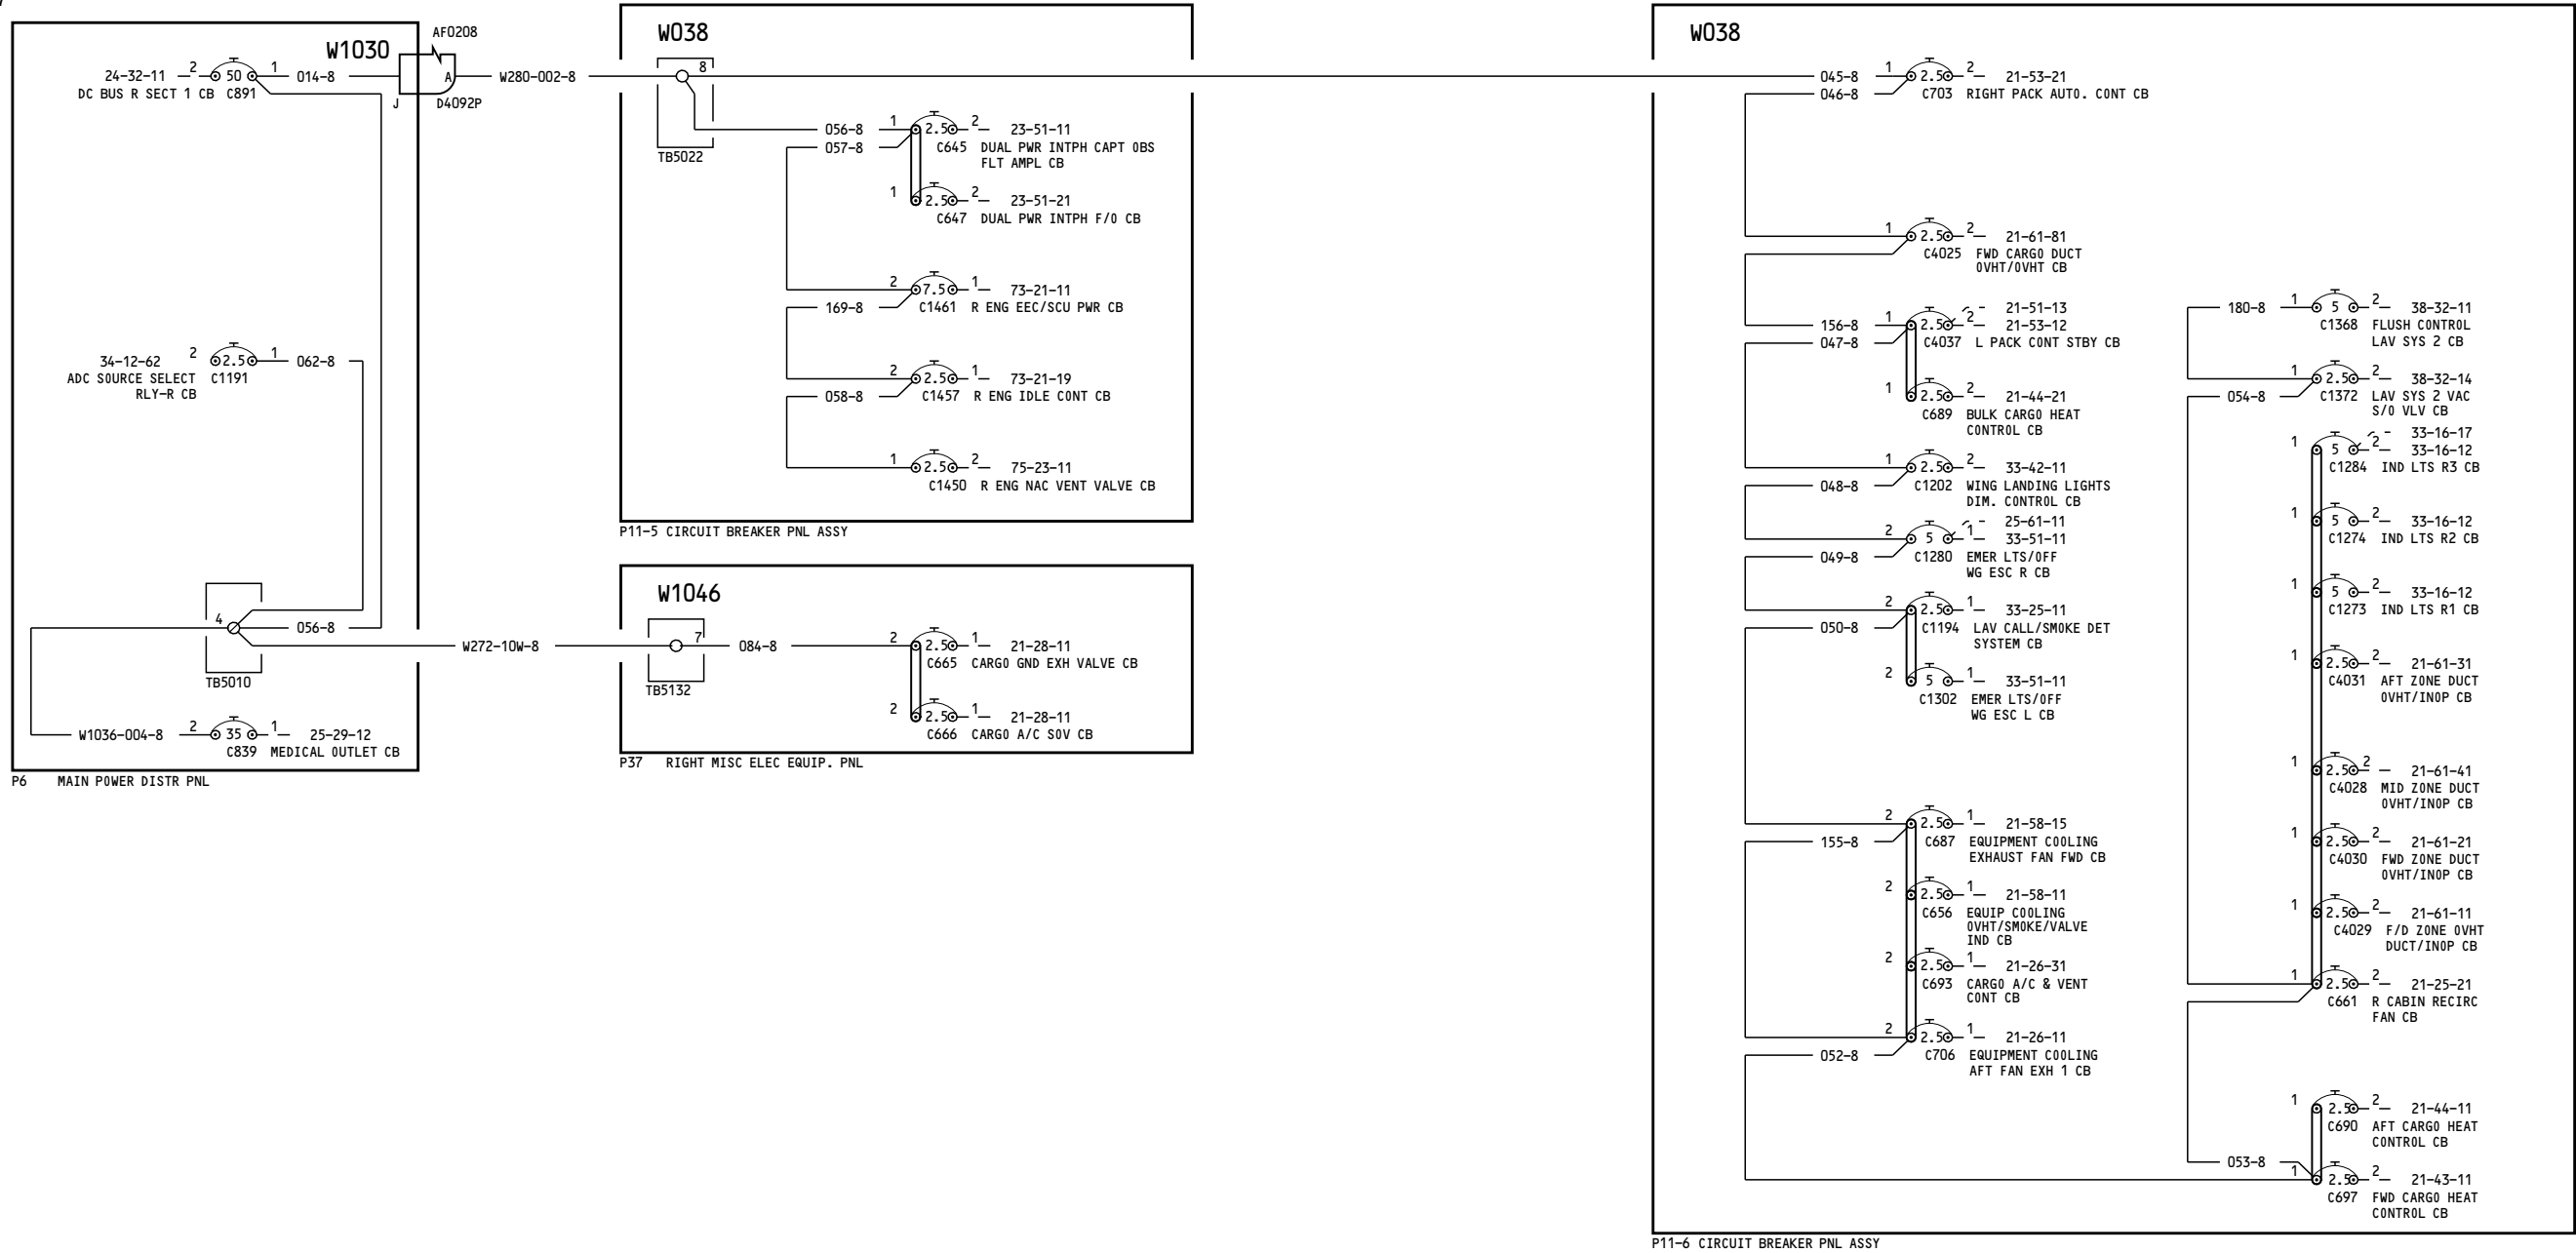 W1030
AF0208
24-32-11 2 50 1 014-8
DC BUS R SECT 1 CB C891
A
J D4092P
W280-002-8
34-12-62 2 2.5 1 062-8
ADC SOURCE SELECT C1191
RLY-R CB
4 056-8
TB5010
W272-10W-8
W1036-004-8 2 35 1 25-29-12
C839 MEDICAL OUTLET CB
P6 MAIN POWER DISTR PNL
W038
8
TB5022
056-8 1 2.5 2 23-51-11
057-8 C645 DUAL PWR INTPH CAPT OBS
FLT AMPL CB
1 2.5 2 23-51-21
C647 DUAL PWR INTPH F/O CB
2 7.5 1 73-21-11
169-8 C1461 R ENG EEC/SCU PWR CB
2 2.5 1 73-21-19
058-8 C1457 R ENG IDLE CONT CB
1 2.5 2 75-23-11
C1450 R ENG NAC VENT VALVE CB
P11-5 CIRCUIT BREAKER PNL ASSY
W1046
7 084-8 2 2.5 1 21-28-11
TB5132
C665 CARGO GND EXH VALVE CB
2 2.5 1 21-28-11
C666 CARGO A/C SOV CB
P37 RIGHT MISC ELEC EQUIP. PNL
W038
045-8 1 2.5 2 21-53-21
046-8 C703 RIGHT PACK AUTO. CONT CB
1 2.5 2 21-61-81
C4025 FWD CARGO DUCT
OVHT/OVHT CB
21-51-13
156-8 1 2.5 2 21-53-12
047-8 C4037 L PACK CONT STBY CB
1 2.5 2 21-44-21
C689 BULK CARGO HEAT
CONTROL CB
1 2.5 2 33-42-11
048-8 C1202 WING LANDING LIGHTS
DIM. CONTROL CB
25-61-11
2 5 1 33-51-11
049-8 C1280 EMER LTS/OFF
WG ESC R CB
2 2.5 1 33-25-11
050-8 C1194 LAV CALL/SMOKE DET
SYSTEM CB
2 5 1 33-51-11
C1302 EMER LTS/OFF
WG ESC L CB
2 2.5 1 21-58-15
155-8 C687 EQUIPMENT COOLING
EXHAUST FAN FWD CB
2 2.5 1 21-58-11
C656 EQUIP COOLING
OVHT/SMOKE/VALVE
IND CB
2 2.5 1 21-26-31
C693 CARGO A/C & VENT
CONT CB
2 2.5 1 21-26-11
052-8 C706 EQUIPMENT COOLING
AFT FAN EXH 1 CB
180-8 1 5 2 38-32-11
C1368 FLUSH CONTROL
LAV SYS 2 CB
1 2.5 2 38-32-14
054-8 C1372 LAV SYS 2 VAC
S/O VLV CB
33-16-17
1 5 2 33-16-12
C1284 IND LTS R3 CB
1 5 2 33-16-12
C1274 IND LTS R2 CB
1 5 2 33-16-12
C1273 IND LTS R1 CB
1 2.5 2 21-61-31
C4031 AFT ZONE DUCT
OVHT/INOP CB
1 2.5 2 21-61-41
C4028 MID ZONE DUCT
OVHT/INOP CB
1 2.5 2 21-61-21
C4030 FWD ZONE DUCT
OVHT/INOP CB
1 2.5 2 21-61-11
C4029 F/D ZONE OVHT
DUCT/INOP CB
1 2.5 2 21-25-21
C661 R CABIN RECIRC
FAN CB
1 2.5 2 21-44-11
C690 AFT CARGO HEAT
CONTROL CB
053-8
1 2.5 2 21-43-11
C697 FWD CARGO HEAT
CONTROL CB
P11-6 CIRCUIT BREAKER PNL ASSY